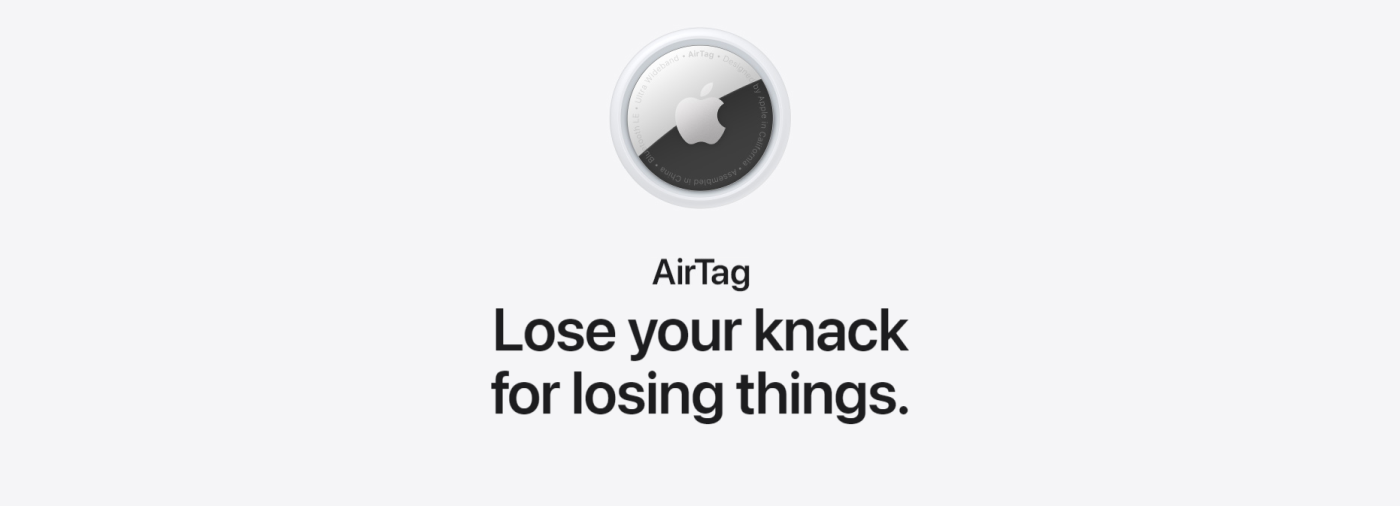 AirTag • Designed by Apple in California • Assembled in China • Bluetooth LE • Ultra Wideband •
AirTag
Lose your knack
for losing things.